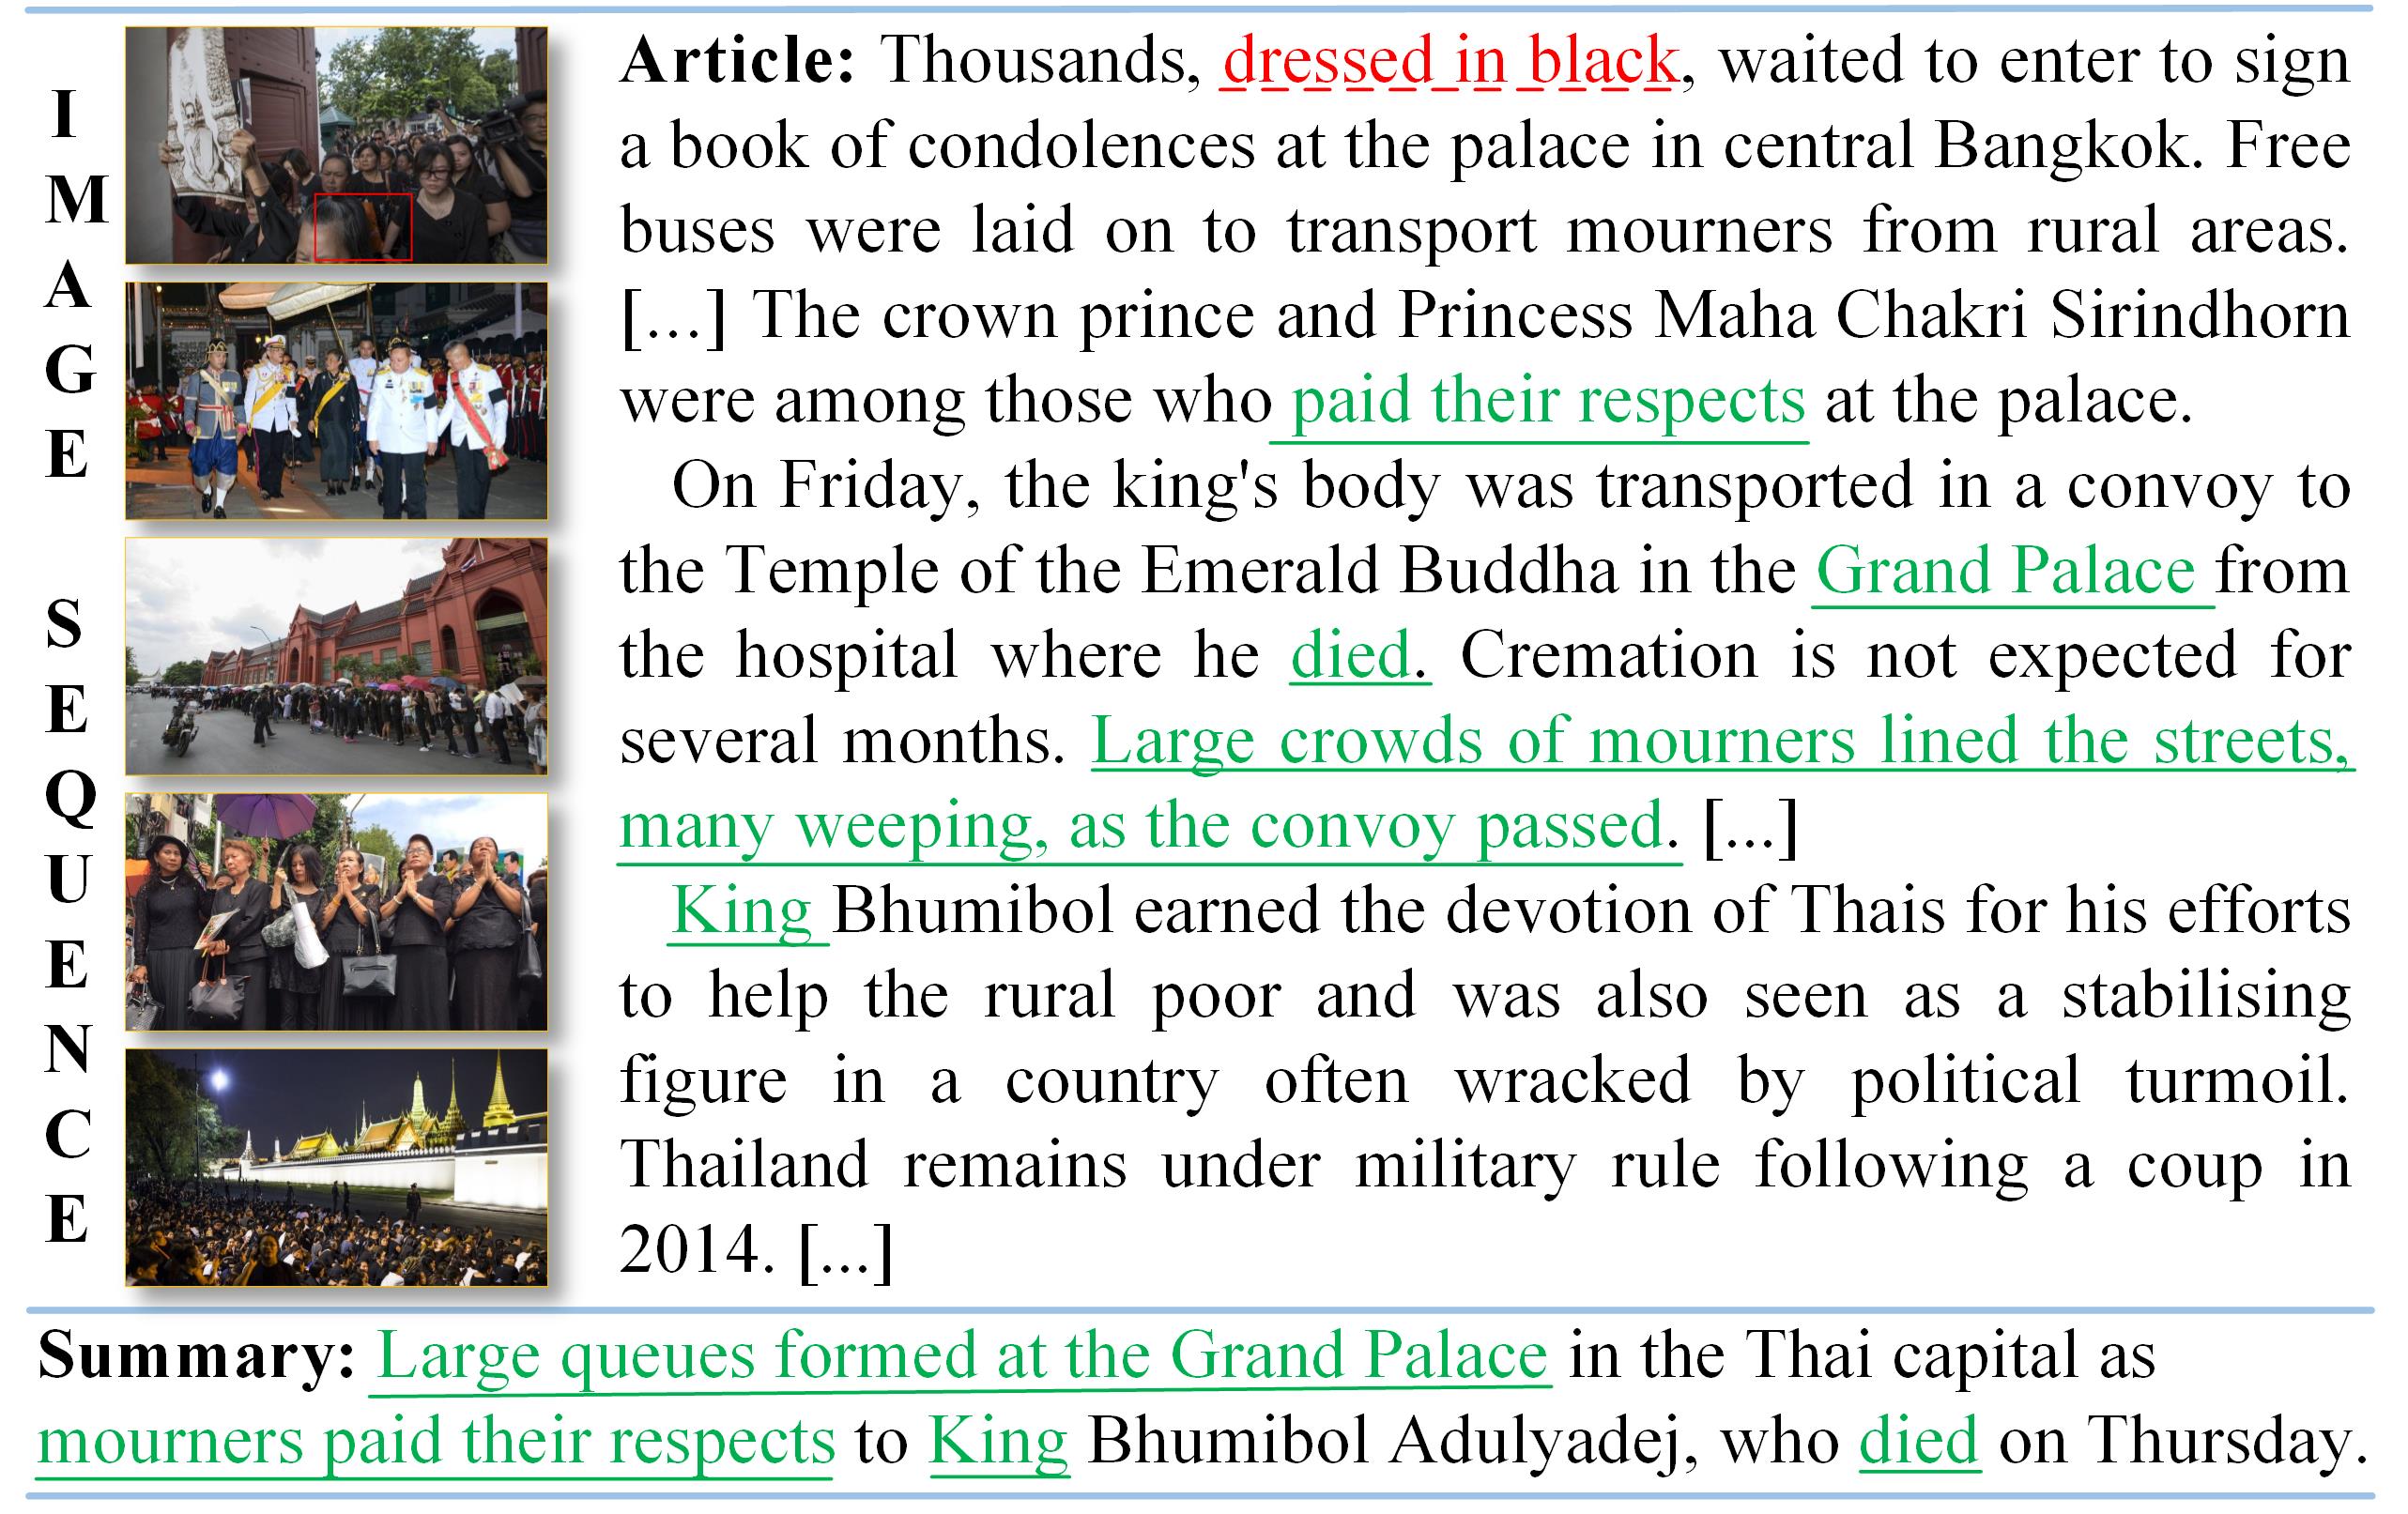 IMAGE SEQUENCE
Article: Thousands, dressed in black, waited to enter to sign
a book of condolences at the palace in central Bangkok. Free
buses were laid on to transport mourners from rural areas.
[...] The crown prince and Princess Maha Chakri Sirindhorn
were among those who paid their respects at the palace.
On Friday, the king's body was transported in a convoy to
the Temple of the Emerald Buddha in the Grand Palace from
the hospital where he died. Cremation is not expected for
several months. Large crowds of mourners lined the streets,
many weeping, as the convoy passed. [...]
King Bhumibol earned the devotion of Thais for his efforts
to help the rural poor and was also seen as a stabilising
figure in a country often wracked by political turmoil.
Thailand remains under military rule following a coup in
2014. [...]
Summary: Large queues formed at the Grand Palace in the Thai capital as
mourners paid their respects to King Bhumibol Adulyadej, who died on Thursday.